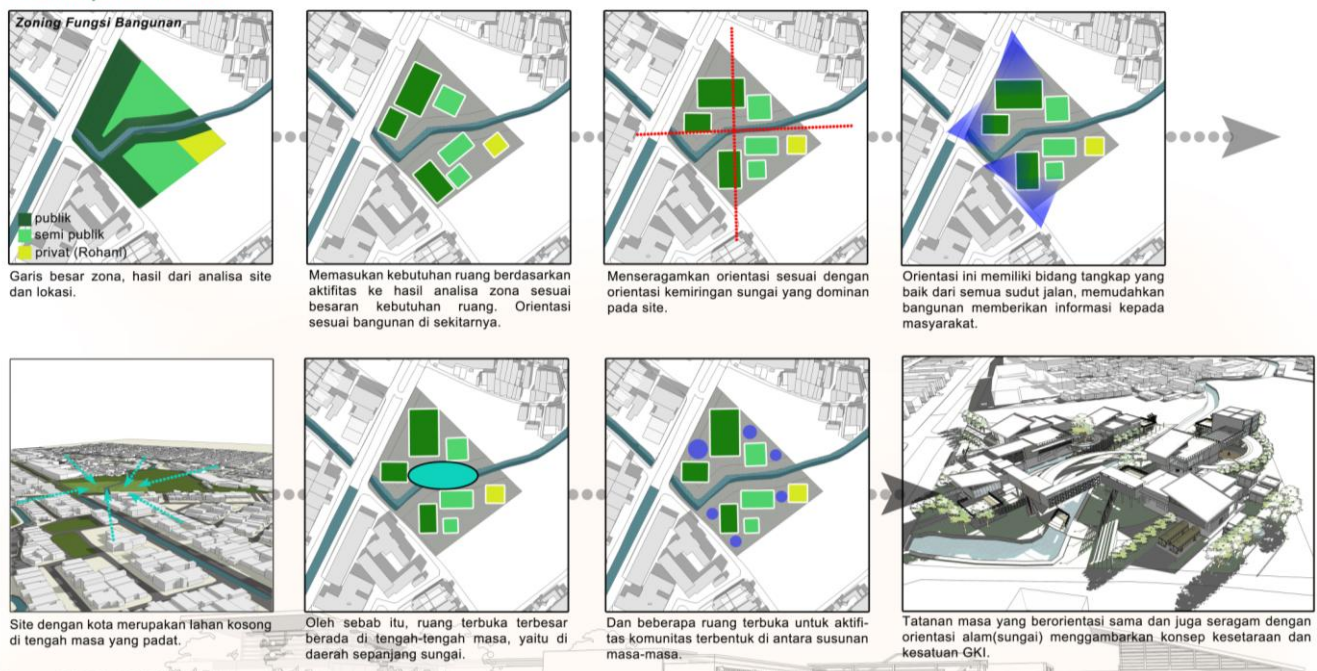 Zoning Fungsi Bangunan
publik
semi publik
privat (Rohani)
Garis besar zona, hasil dari analisa site
dan lokasi.
Memasukan kebutuhan ruang berdasarkan
aktifitas ke hasil analisa zona sesuai
besaran kebutuhan ruang. Orientasi
sesuai bangunan di sekitarnya.
Menseragamkan orientasi sesuai dengan
orientasi kemiringan sungai yang dominan
pada site.
Orientasi ini memiliki bidang tangkap yang
baik dari semua sudut jalan, memudahkan
bangunan memberikan informasi kepada
masyarakat.
Site dengan kota merupakan lahan kosong
di tengah masa yang padat.
Oleh sebab itu, ruang terbuka terbesar
berada di tengah-tengah masa, yaitu di
daerah sepanjang sungai.
Dan beberapa ruang terbuka untuk aktifi-
tas komunitas terbentuk di antara susunan
masa-masa.
Tatanan masa yang berorientasi sama dan juga seragam dengan
orientasi alam(sungai) menggambarkan konsep kesetaraan dan
kesatuan GKI.